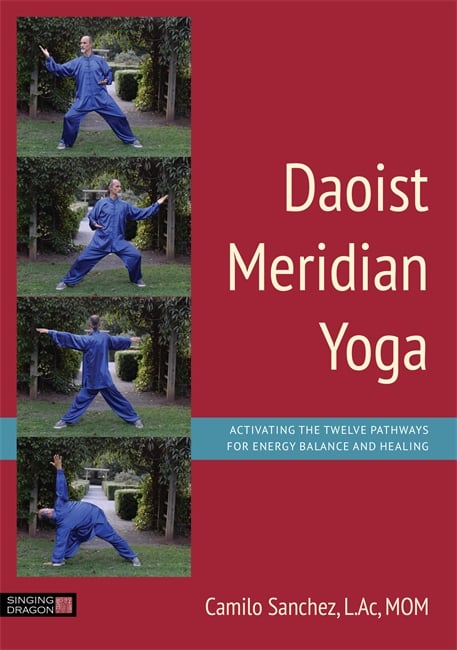 Daoist
Meridian
Yoga
ACTIVATING THE TWELVE PATHWAYS
FOR ENERGY BALANCE AND HEALING
SINGING
DRAGON
Camilo Sanchez, L.Ac, MOM